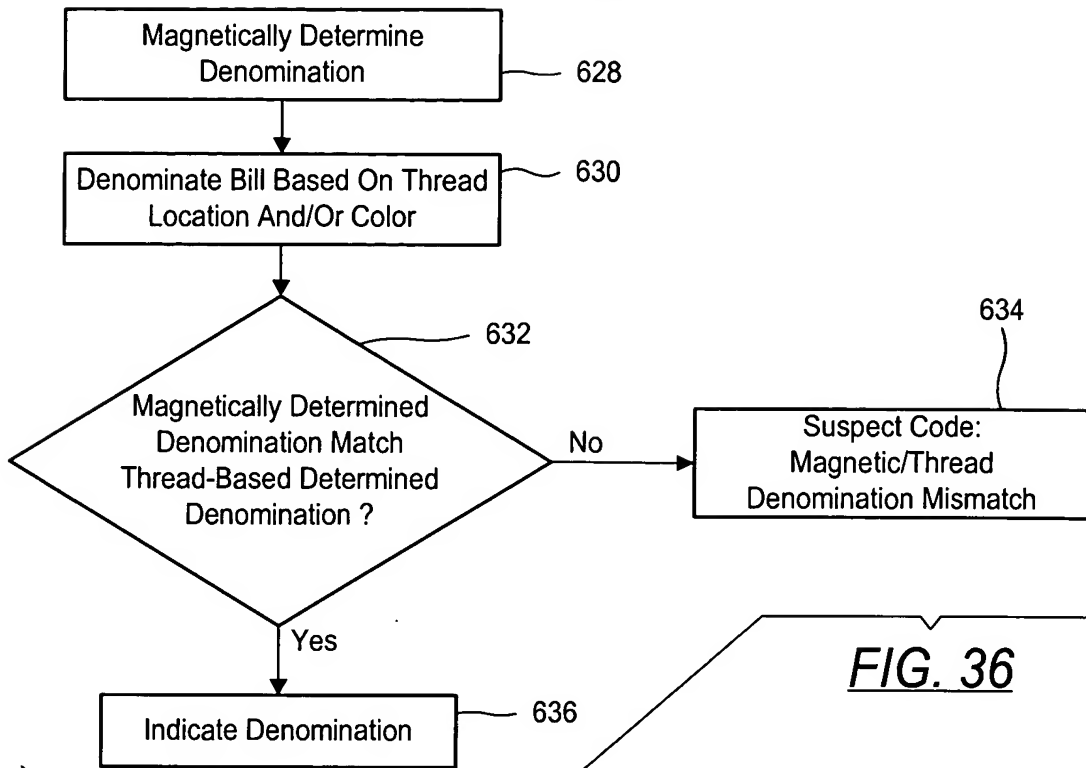 Magnetically Determine
Denomination
628
Denominate Bill Based On Thread
Location And/Or Color
630
632
Magnetically Determined
Denomination Match
Thread-Based Determined
Denomination ?
No
634
Suspect Code:
Magnetic/Thread
Denomination Mismatch
Yes
Indicate Denomination
636
FIG. 36